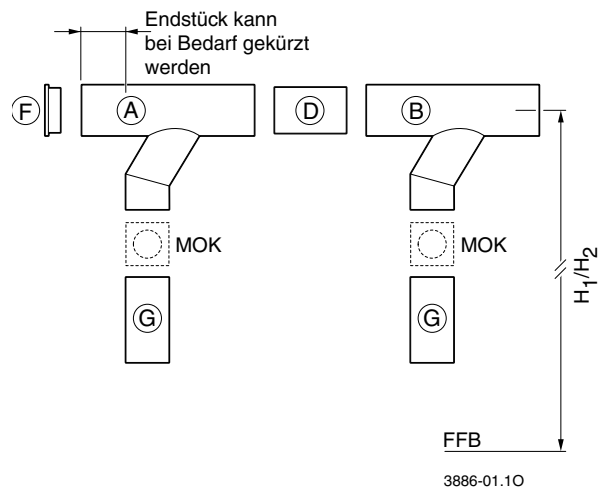 Endstück kann
bei Bedarf gekürzt
werden
F
A
D
B
MOK
MOK
H1/H2
G
G
FFB
3886-01.1O